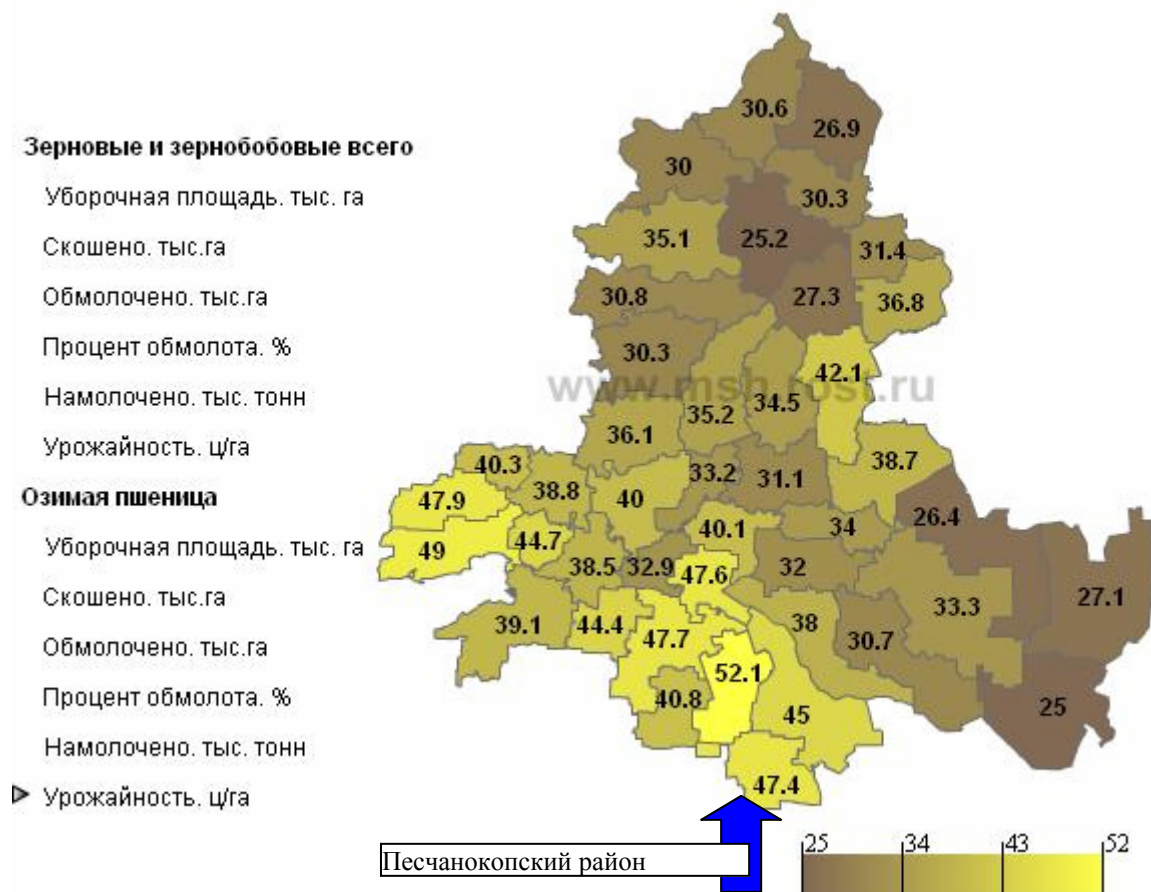 Зерновые и зернобобовые всего
Уборочная площадь. тыс. га
Скошено. тыс.га
Обмолочено. тыс.га
Процент обмолота. %
Намолочено. тыс. тонн
Урожайность. ц/га
Озимая пшеница
Уборочная площадь. тыс. га
Скошено. тыс.га
Обмолочено. тыс.га
Процент обмолота. %
Намолочено. тыс. тонн
Урожайность. ц/га
30.6
26.9
30
30.3
35.1
25.2
31.4
30.8
27.3
36.8
30.3
42.1
www.msh.rost.ru
35.2
34.5
36.1
38.7
40.3
33.2
31.1
47.9
38.8
40
26.4
40.1
34
49
44.7
38.5
32.9
47.6
32
33.3
27.1
39.1
44.4
47.7
38
30.7
52.1
40.8
45
25
47.4
Песчанокопский район
25
34
43
52